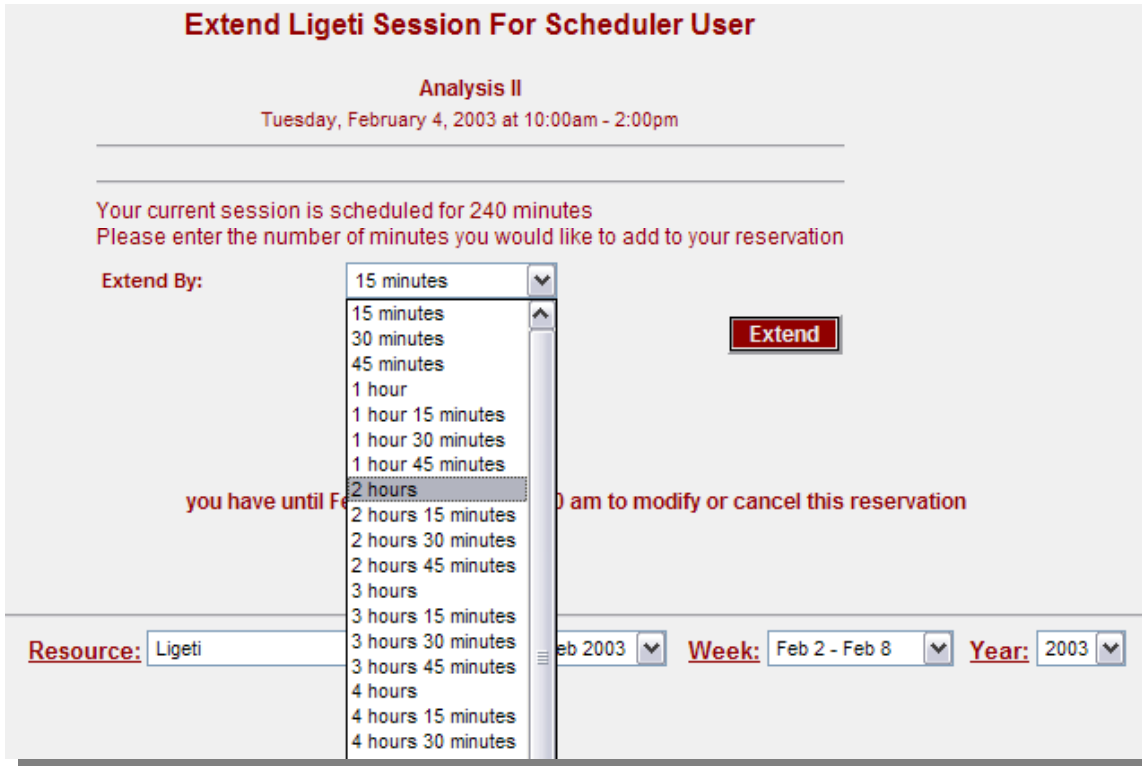 Extend Ligeti Session For Scheduler User
Analysis II
Tuesday, February 4, 2003 at 10:00am - 2:00pm
Your current session is scheduled for 240 minutes
Please enter the number of minutes you would like to add to your reservation
Extend By: 15 minutes
15 minutes
30 minutes
Extend
45 minutes
1 hour
1 hour 15 minutes
1 hour 30 minutes
1 hour 45 minutes
2 hours
you have until am to modify or cancel this reservation
2 hours 15 minutes
2 hours 30 minutes
2 hours 45 minutes
3 hours
3 hours 15 minutes
3 hours 30 minutes
3 hours 45 minutes
4 hours
4 hours 15 minutes
4 hours 30 minutes
Resource: Ligeti eb 2003 Week: Feb 2 - Feb 8 Year: 2003